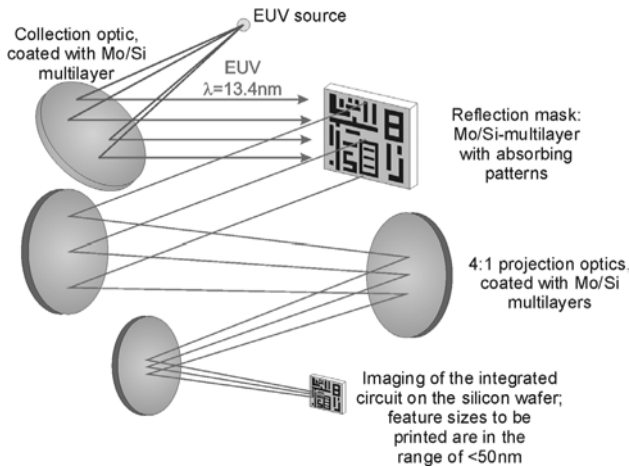 EUV source
Collection optic,
coated with Mo/Si
multilayer
EUV
λ=13.4nm
Reflection mask:
Mo/Si-multilayer
with absorbing
patterns
4:1 projection optics,
coated with Mo/Si
multilayers
Imaging of the integrated
circuit on the silicon wafer;
feature sizes to be
printed are in the
range of <50nm